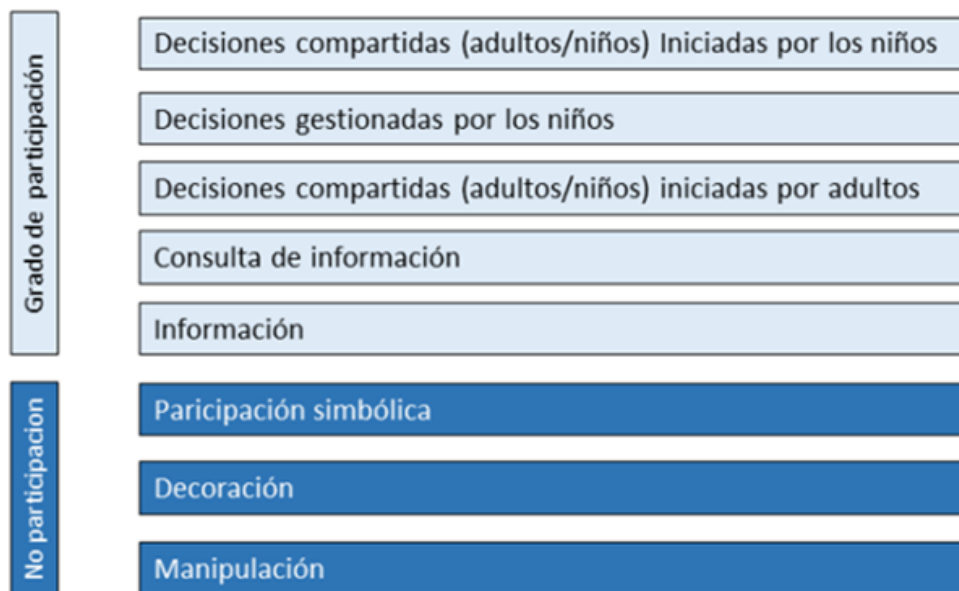 Grado de participación
Decisiones compartidas (adultos/niños) Iniciadas por los niños
Decisiones gestionadas por los niños
Decisiones compartidas (adultos/niños) iniciadas por adultos
Consulta de información
Información
No participacion
Paricipación simbólica
Decoración
Manipulación